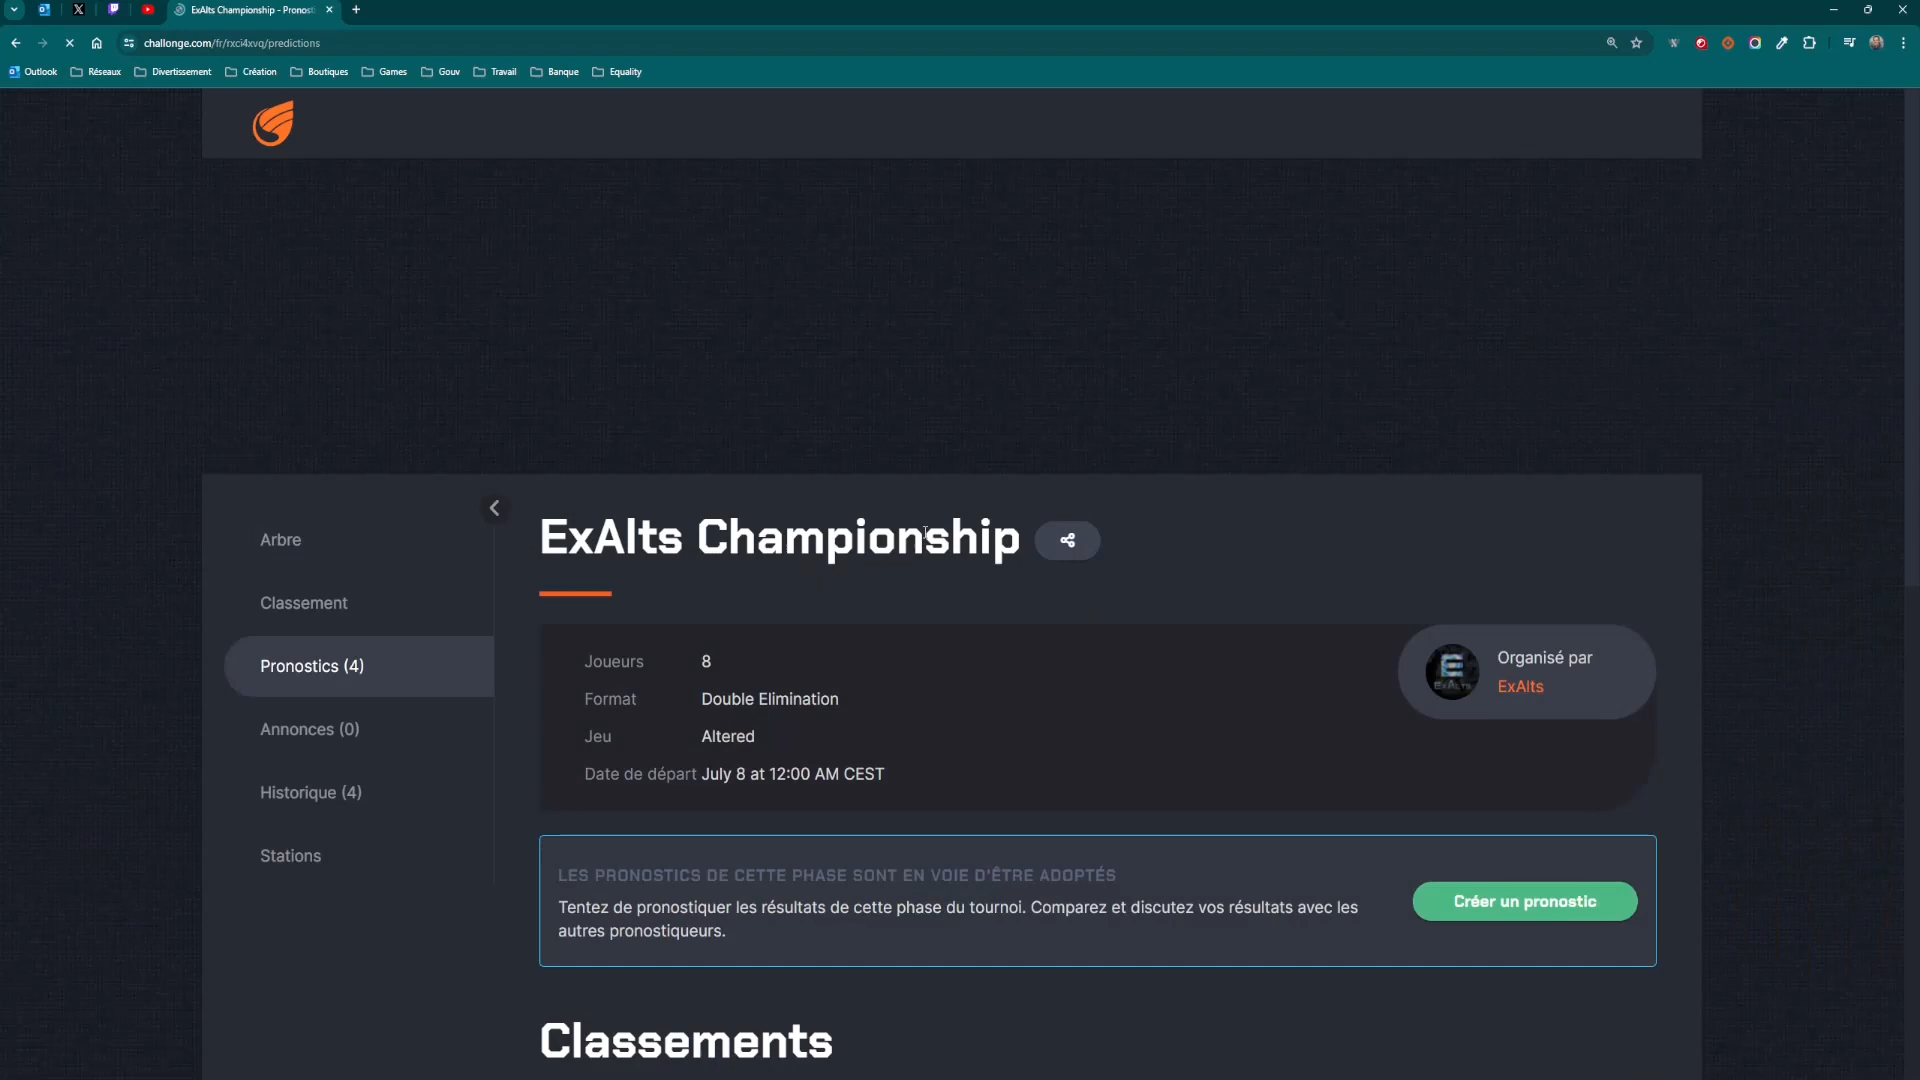 ExAlts Championship - Pronost
challonge.com/fr/rxci4xvq/predictions
Outlook Réseaux Divertissement Création Boutiques Games Gouv Travail Banque Equality
ExAlts Championship
Arbre
Classement
Pronostics (4)
Annonces (0)
Historique (4)
Stations
Joueurs 8
Format Double Elimination
Jeu Altered
Date de départ July 8 at 12:00 AM CEST
Organisé par
ExAlts
LES PRONOSTICS DE CETTE PHASE SONT EN VOIE D'ÊTRE ADOPTÉS
Tentez de pronostiquer les résultats de cette phase du tournoi. Comparez et discutez vos résultats avec les
autres pronostiqueurs.
Créer un pronostic
Classements